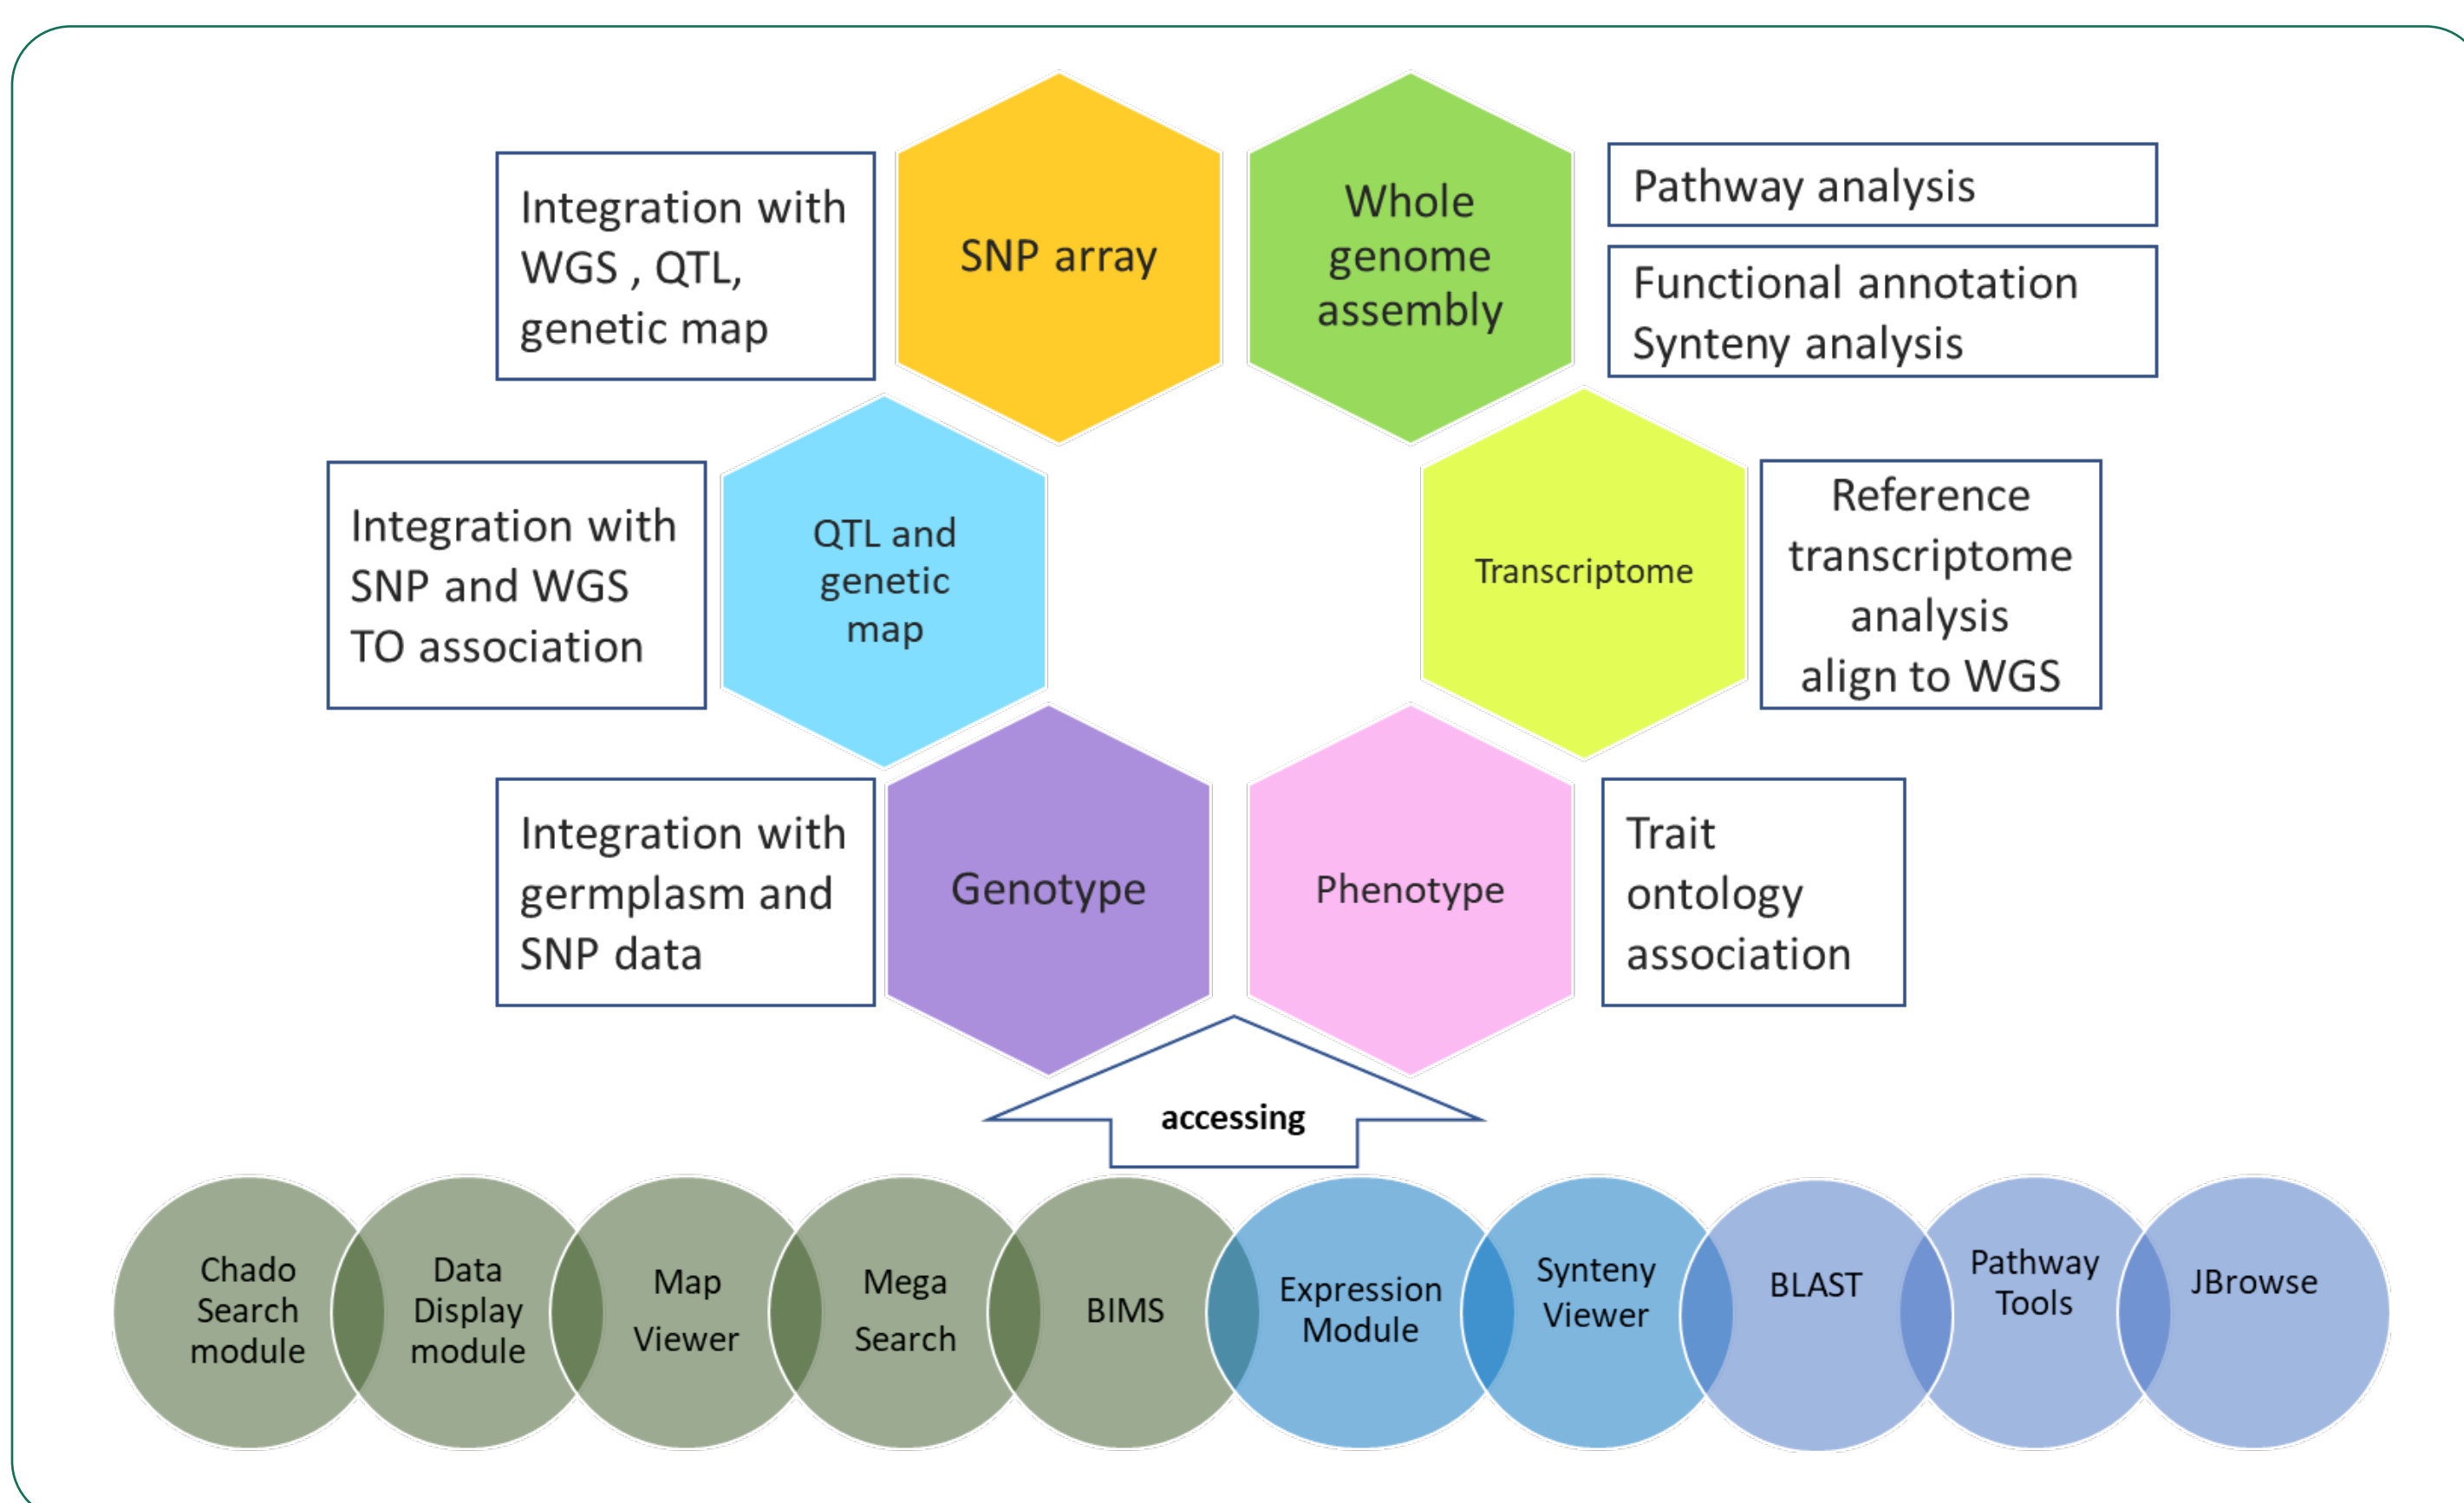 SNP array
Whole
genome
assembly
Integration with
WGS , QTL,
genetic map
Pathway analysis
Functional annotation
Synteny analysis
QTL and
genetic
map
Integration with
SNP and WGS
TO association
Transcriptome
Reference
transcriptome
analysis
align to WGS
Integration with
germplasm and
SNP data
Genotype
Phenotype
Trait
ontology
association
accessing
Chado
Search
module
Data
Display
module
Map
Viewer
Mega
Search
BIMS
Expression
Module
Synteny
Viewer
BLAST
Pathway
Tools
JBrowse